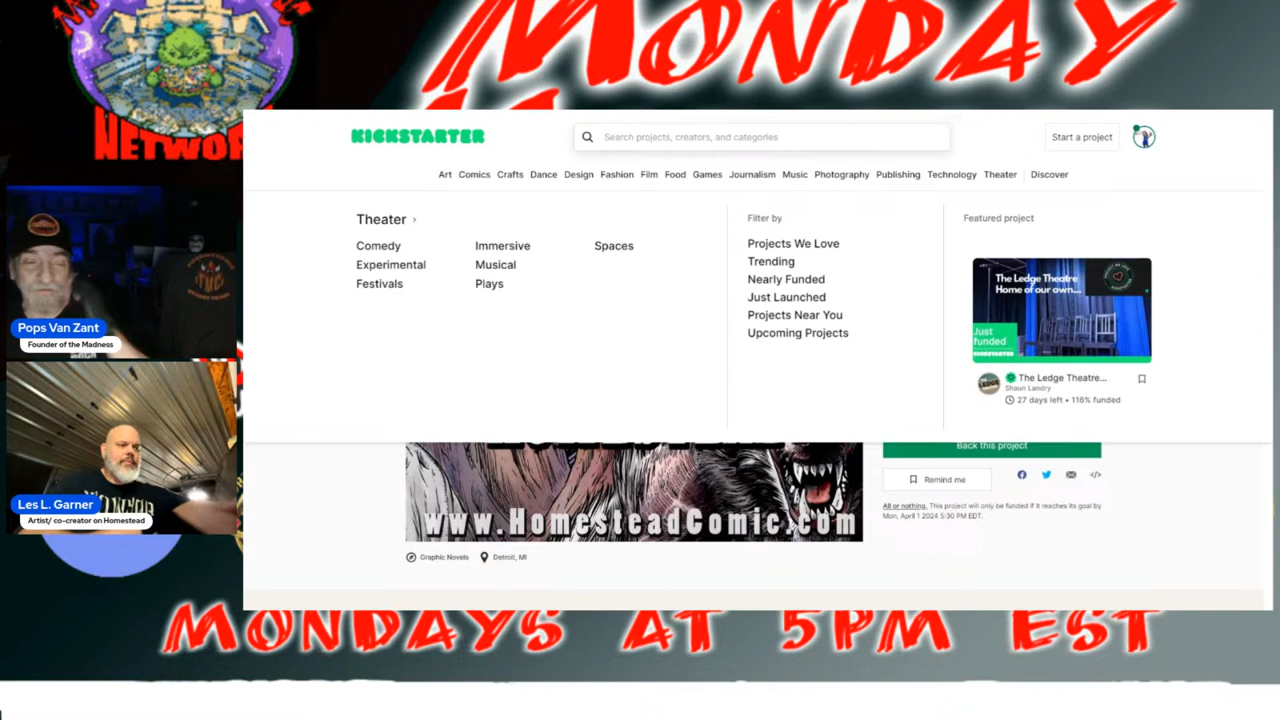 MONDAY
NETWO
KICKSTARTER
Search projects, creators, and categories
Start a project
Art Comics Crafts Dance Design Fashion Film Food Games Journalism Music Photography Publishing Technology Theater Discover
Theater ›
Comedy Immersive Spaces
Experimental Musical
Festivals Plays
Filter by
Projects We Love
Trending
Nearly Funded
Just Launched
Projects Near You
Upcoming Projects
Featured project
The Ledge Theatre
Home of our own...
Just
funded
KICKSTARTER
The Ledge Theatre...
Shaun Landry
27 days left • 116% funded
Pops Van Zant
Founder of the Madness
Les L. Garner
Artist/ co-creator on Homestead
www.HomesteadComic.com
Graphic Novels Detroit, MI
Back this project
Remind me
All or nothing. This project will only be funded if it reaches its goal by
Mon, April 1 2024 5:30 PM EDT.
MONDAYS AT 5PM EST